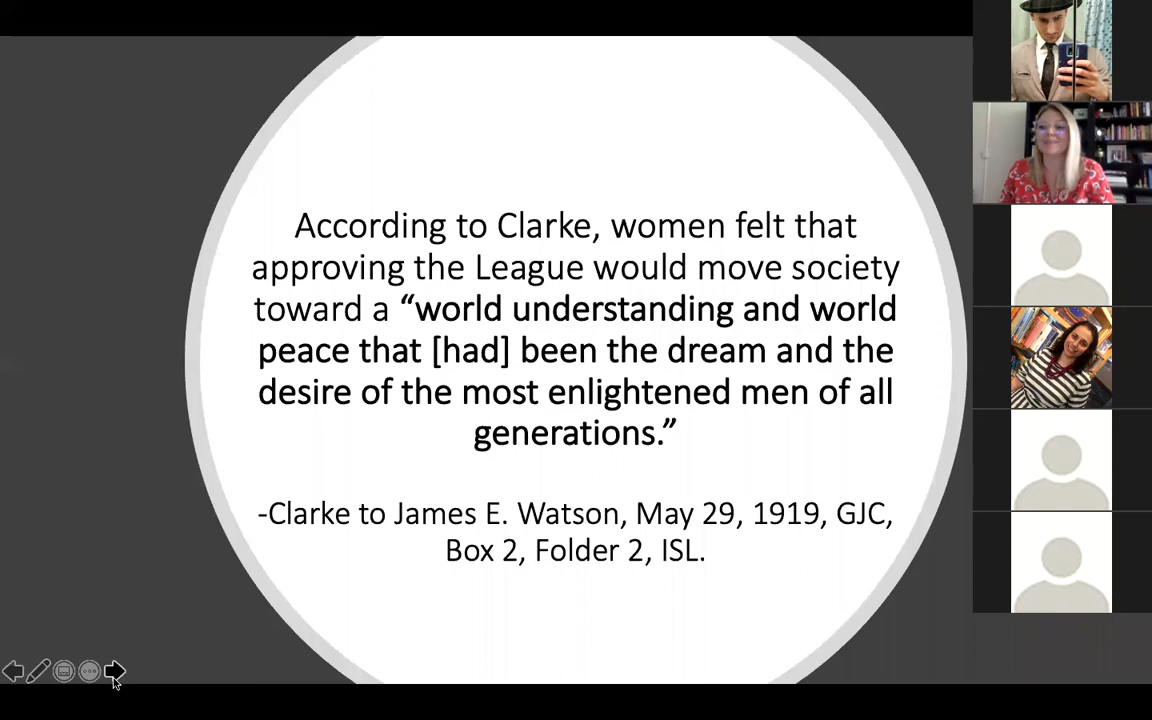 According to Clarke, women felt that
approving the League would move society
toward a “world understanding and world
peace that [had] been the dream and the
desire of the most enlightened men of all
generations.”
-Clarke to James E. Watson, May 29, 1919, GJC,
Box 2, Folder 2, ISL.